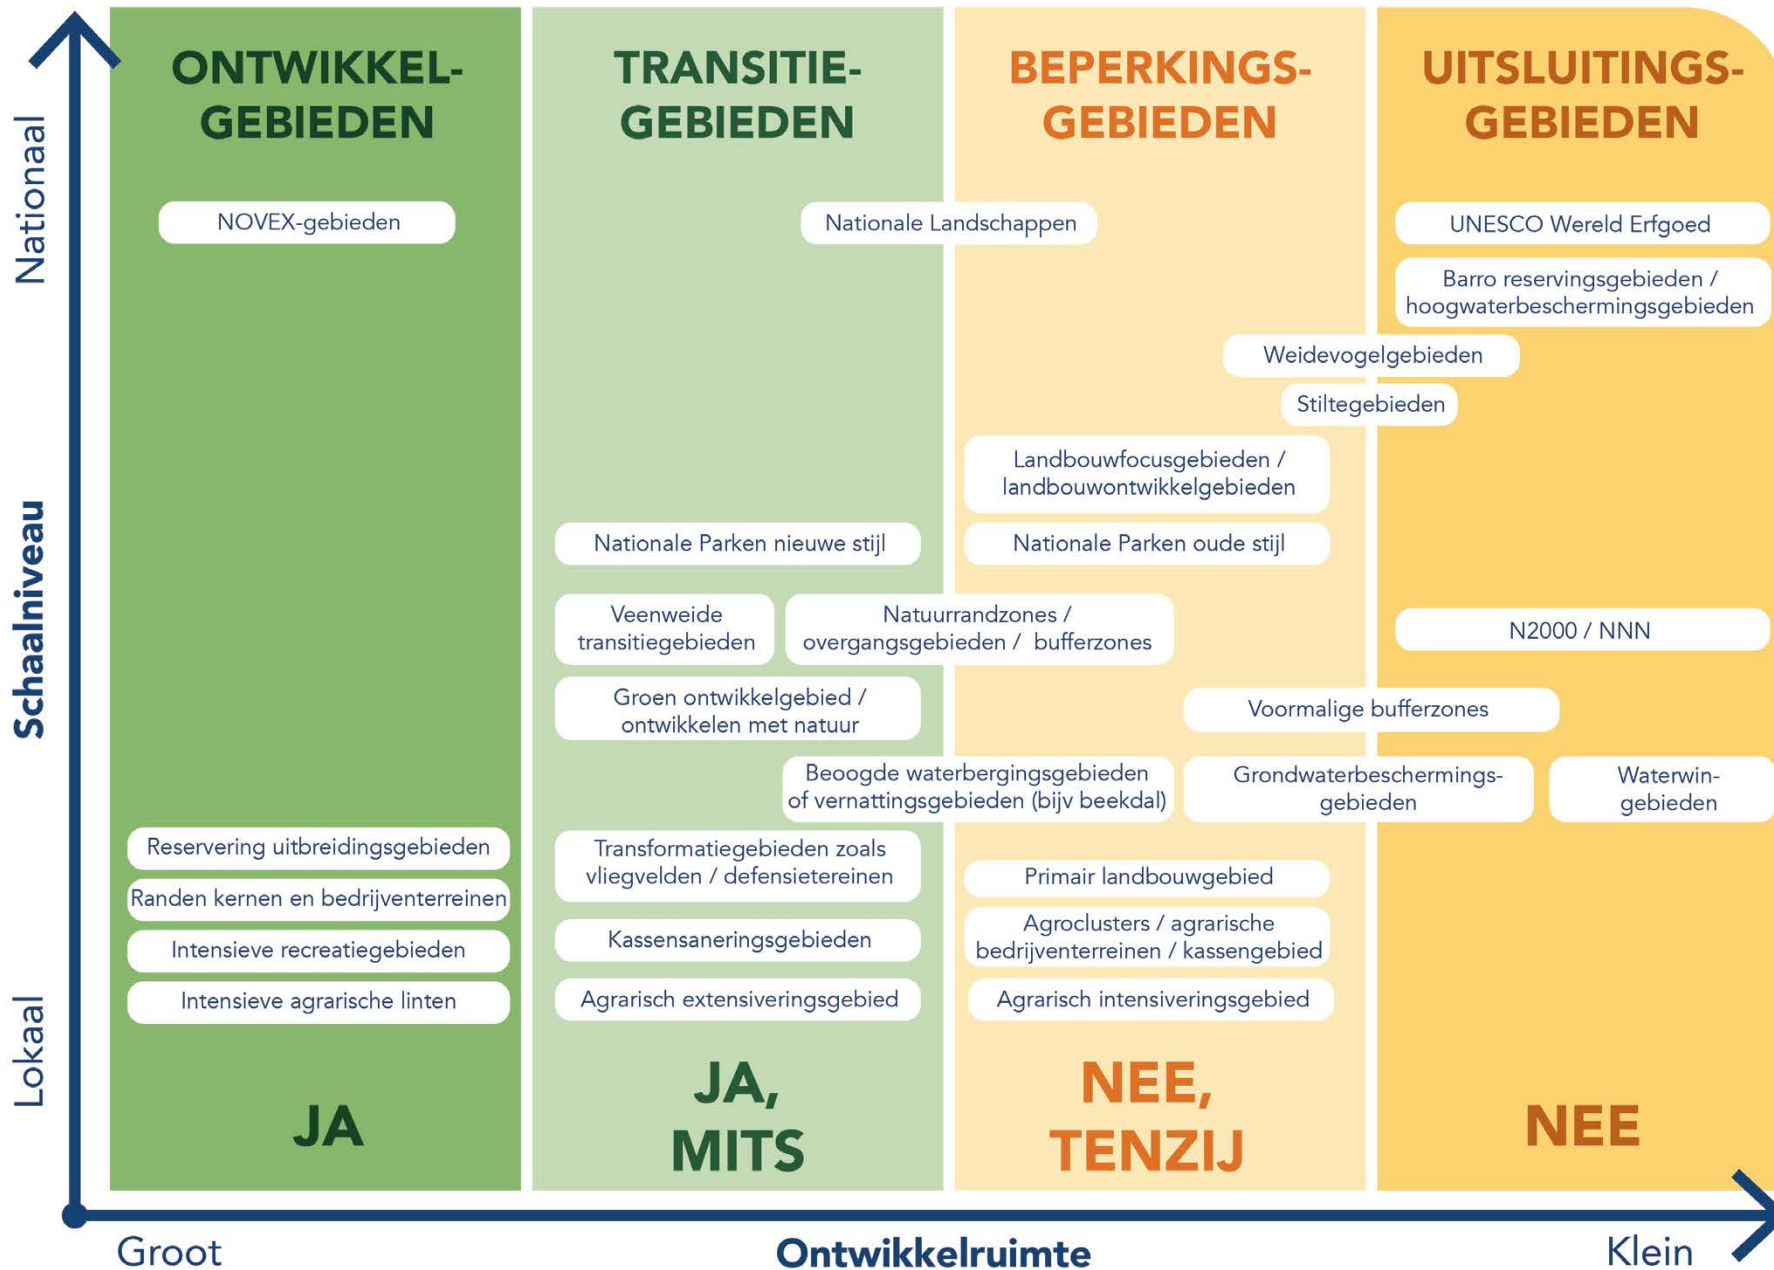 Nationaal
Schaalniveau
Lokaal
ONTWIKKEL-
GEBIEDEN
NOVEX-gebieden
Reservering uitbreidingsgebieden
Randen kernen en bedrijventerreinen
Intensieve recreatiegebieden
Intensieve agrarische linten
JA
TRANSITIE-
GEBIEDEN
Nationale Landschappen
Nationale Parken nieuwe stijl
Veenweide
transitiegebieden
Natuurrandzones /
overgangsgebieden / bufferzones
Groen ontwikkelgebied /
ontwikkelen met natuur
Beoogde waterbergingsgebieden
of vernattingsgebieden (bijv beekdal)
Transformatiegebieden zoals
vliegvelden / defensietereinen
Kassensaneringsgebieden
Agrarisch extensiveringsgebied
JA,
MITS
BEPERKINGS-
GEBIEDEN
Weidevogelgebieden
Stiltegebieden
Landbouwfocusgebieden /
landbouwontwikkelgebieden
Nationale Parken oude stijl
Voormalige bufferzones
Grondwaterbeschermings-
gebieden
Primair landbouwgebied
Agroclusters / agrarische
bedrijventerreinen / kassengebied
Agrarisch intensiveringsgebied
NEE,
TENZIJ
UITSLUITINGS-
GEBIEDEN
UNESCO Wereld Erfgoed
Barro reservingsgebieden /
hoogwaterbeschermingsgebieden
N2000 / NNN
Waterwin-
gebieden
NEE
Groot
Ontwikkelruimte
Klein